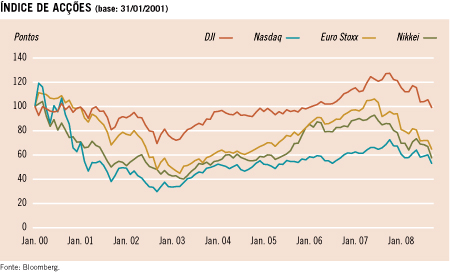 ÍNDICE DE ACÇÕES (base: 31/01/2001)
Pontos DJI Nasdaq Euro Stoxx Nikkei
140
120
100
80
60
40
20
0
Jan. 00 Jan. 01 Jan. 02 Jan. 03 Jan. 04 Jan. 05 Jan. 06 Jan. 07 Jan. 08
Fonte: Bloomberg.